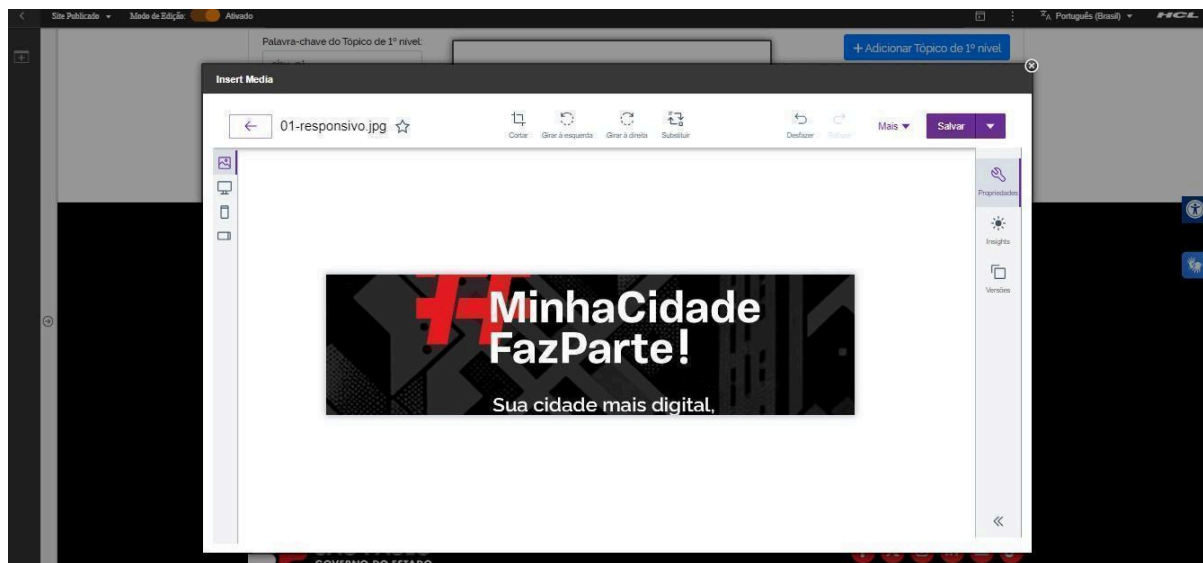 Site Publicado
Modo de Edição:
Ativado
Português (Brasil)
HCL
Palavra-chave do Tópico de 1º nível:
+ Adicionar Tópico de 1º nível
Insert Media
01-responsivo.jpg
Cortar
Girar à esquerda
Girar à direita
Substituir
Desfazer
Mais
Salvar
Propriedades
Insights
Versões
#MinhaCidade
FazParte!
Sua cidade mais digital,
GOVERNO DO ESTADO